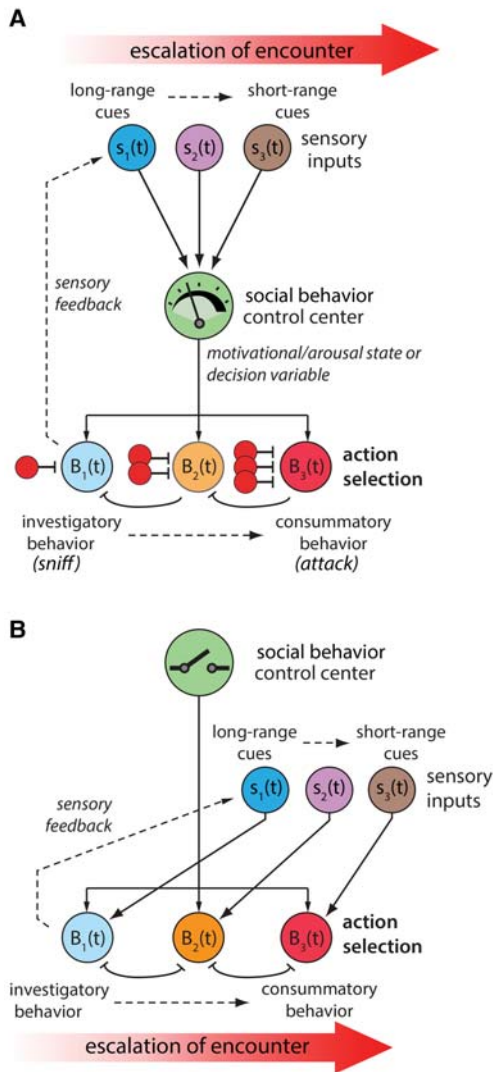 A
escalation of encounter
long-range
cues
short-range
cues
s₁(t)
s₂(t)
s₃(t)
sensory
inputs
sensory
feedback
social behavior
control center
motivational/arousal state or
decision variable
B₁(t)
B₂(t)
B₃(t)
action
selection
investigatory
behavior
(sniff)
consummatory
behavior
(attack)
B
social behavior
control center
long-range
cues
short-range
cues
s₁(t)
s₂(t)
s₃(t)
sensory
inputs
sensory
feedback
B₁(t)
B₂(t)
B₃(t)
action
selection
investigatory
behavior
consummatory
behavior
escalation of encounter